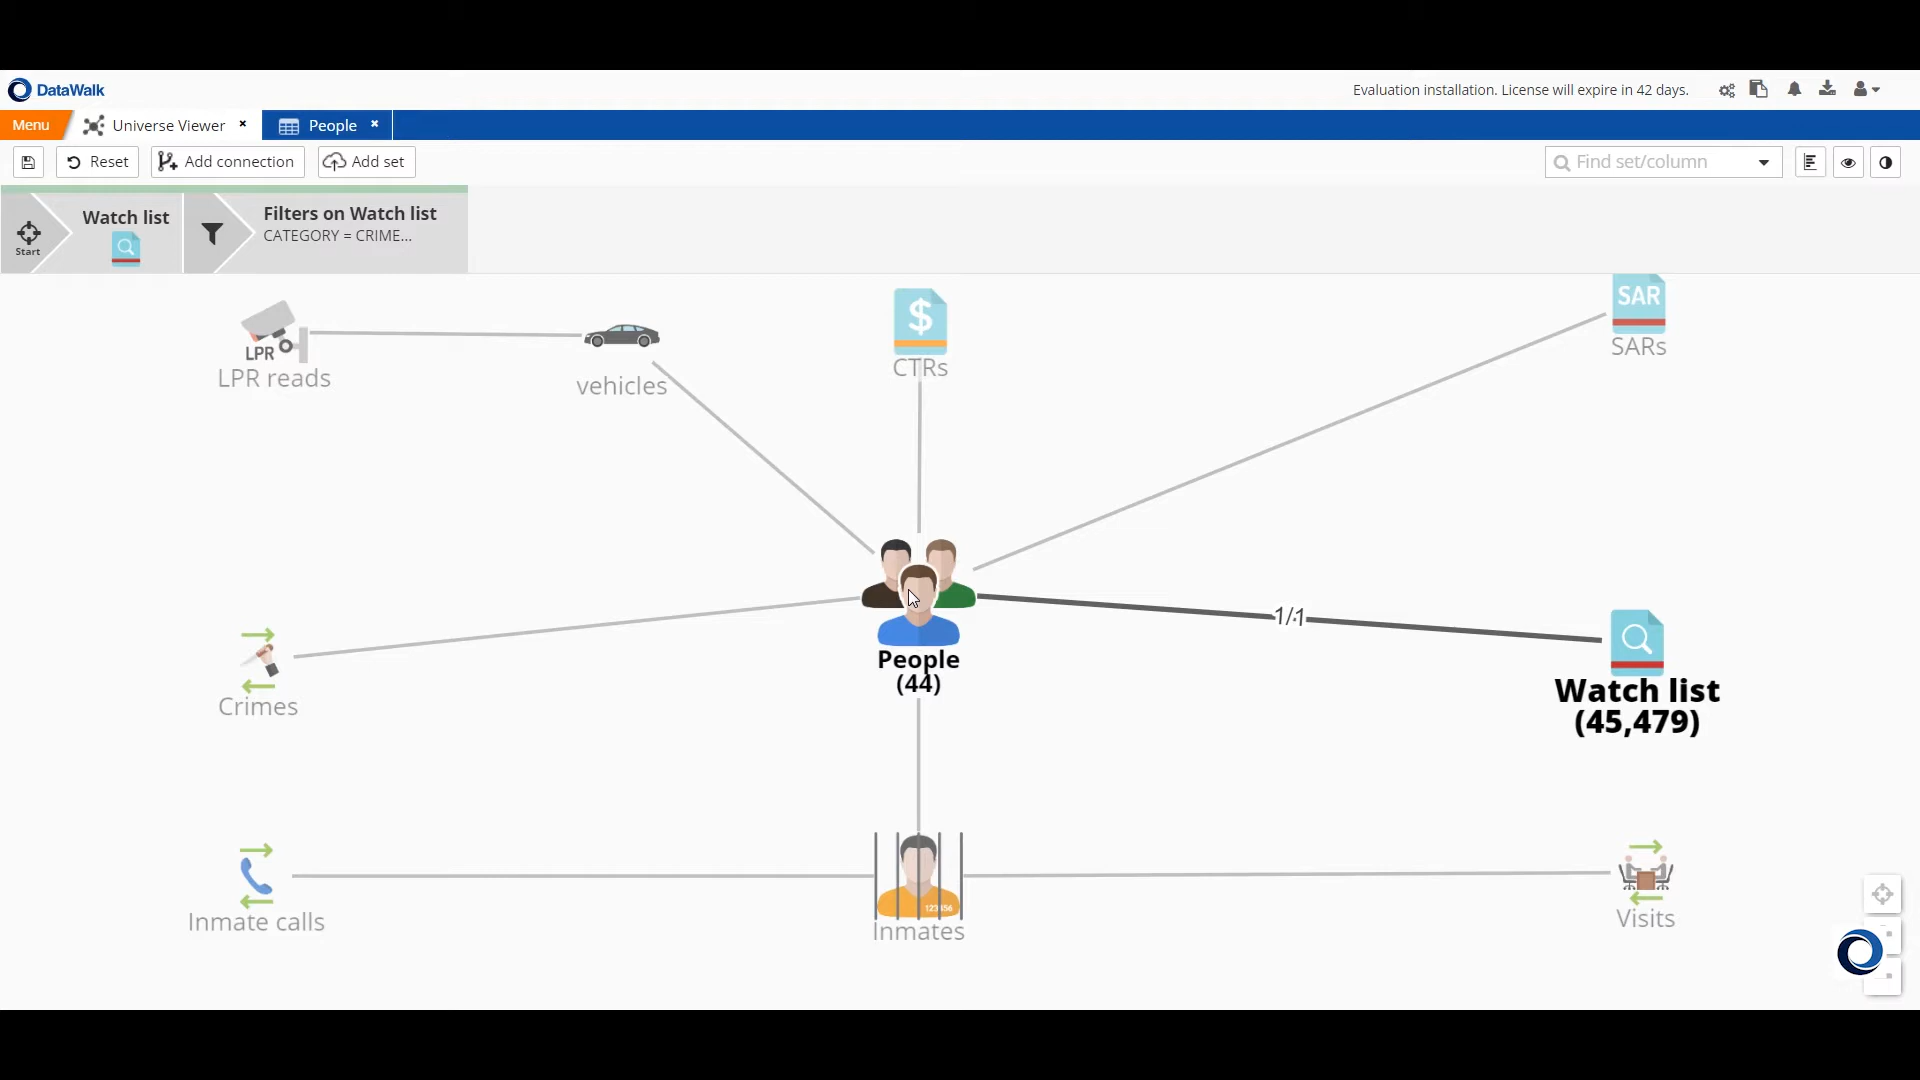 DataWalk
Evaluation installation. License will expire in 42 days.
Menu
Universe Viewer
People
Reset
Add connection
Add set
Find set/column
Start
Watch list
Filters on Watch list
CATEGORY = CRIME...
LPR
LPR reads
vehicles
$
CTRs
SAR
SARs
1/1
People
(44)
Watch list
(45,479)
Crimes
Inmate calls
123456
Inmates
Visits